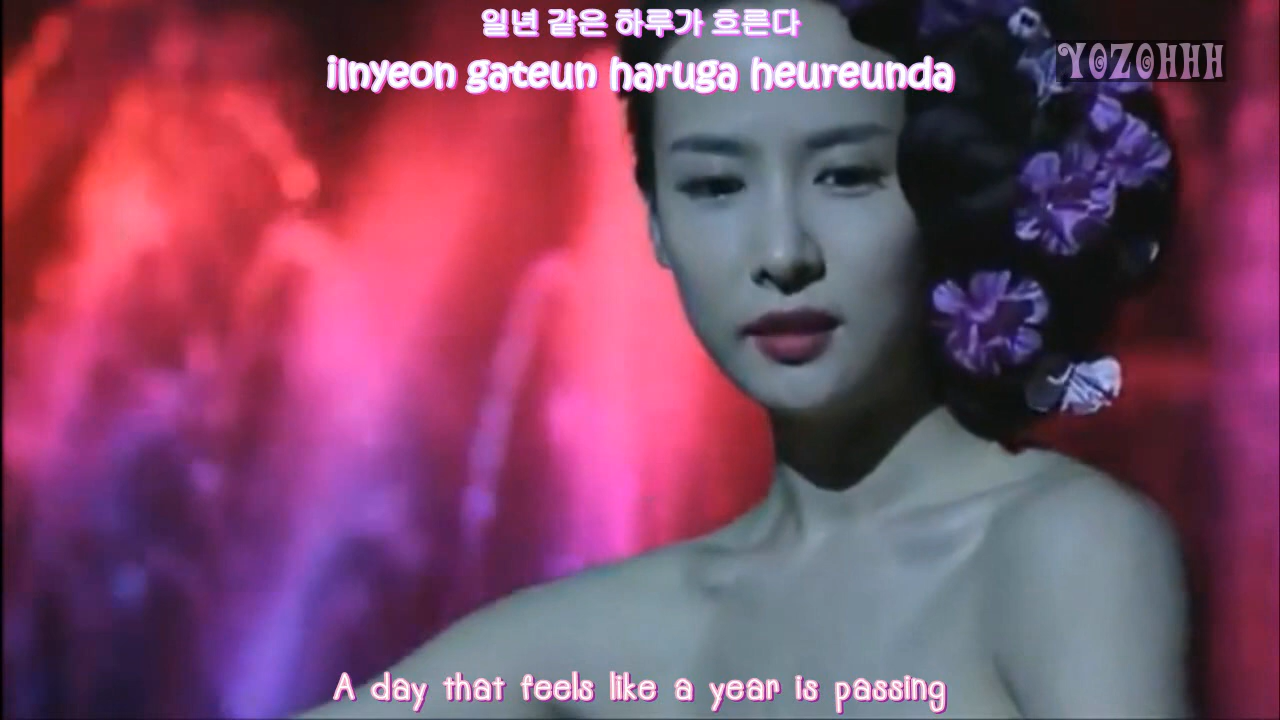 일년 같은 하루가 흐른다
ilnyeon gateun haruga heureunda
YOZOHHH
A day that feels like a year is passing